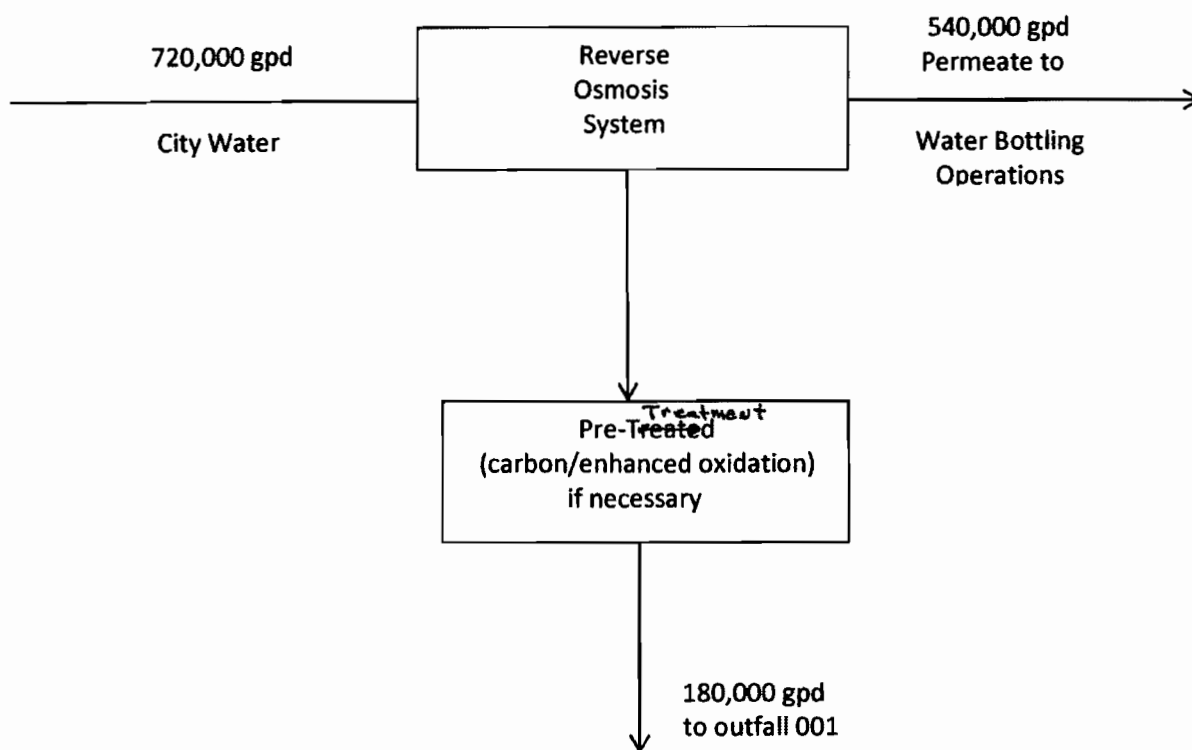 720,000 gpd
City Water
Reverse
Osmosis
System
540,000 gpd
Permeate to
Water Bottling
Operations
Treatment
Pre-Treated
(carbon/enhanced oxidation)
if necessary
180,000 gpd
to outfall 001